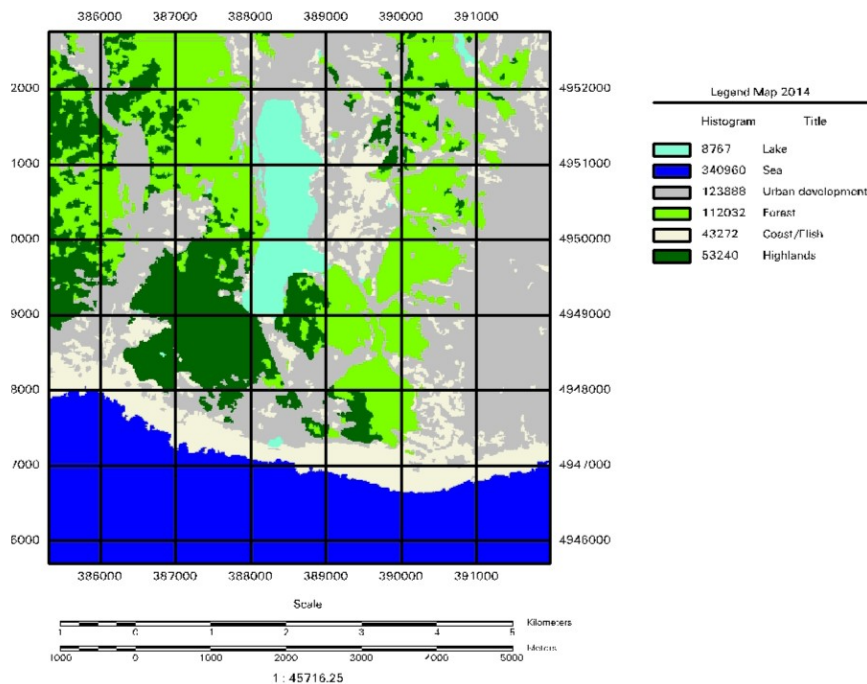 386000 387000 388000 389000 390000 391000
2000 4952000
1000 4951000
0000 4950000
9000 4949000
8000 4948000
7000 4947000
6000 4946000
386000 387000 388000 389000 390000 391000
Legend Map 2014
Histogram Title
8767 Lake
340960 Sea
123888 Urban development
112032 Forest
43272 Coast/Flish
53240 Highlands
Scale
1 0 1 2 3 4 5 Kilometers
1000 0 1000 2000 3000 4000 5000 Meters
1 : 45716.25